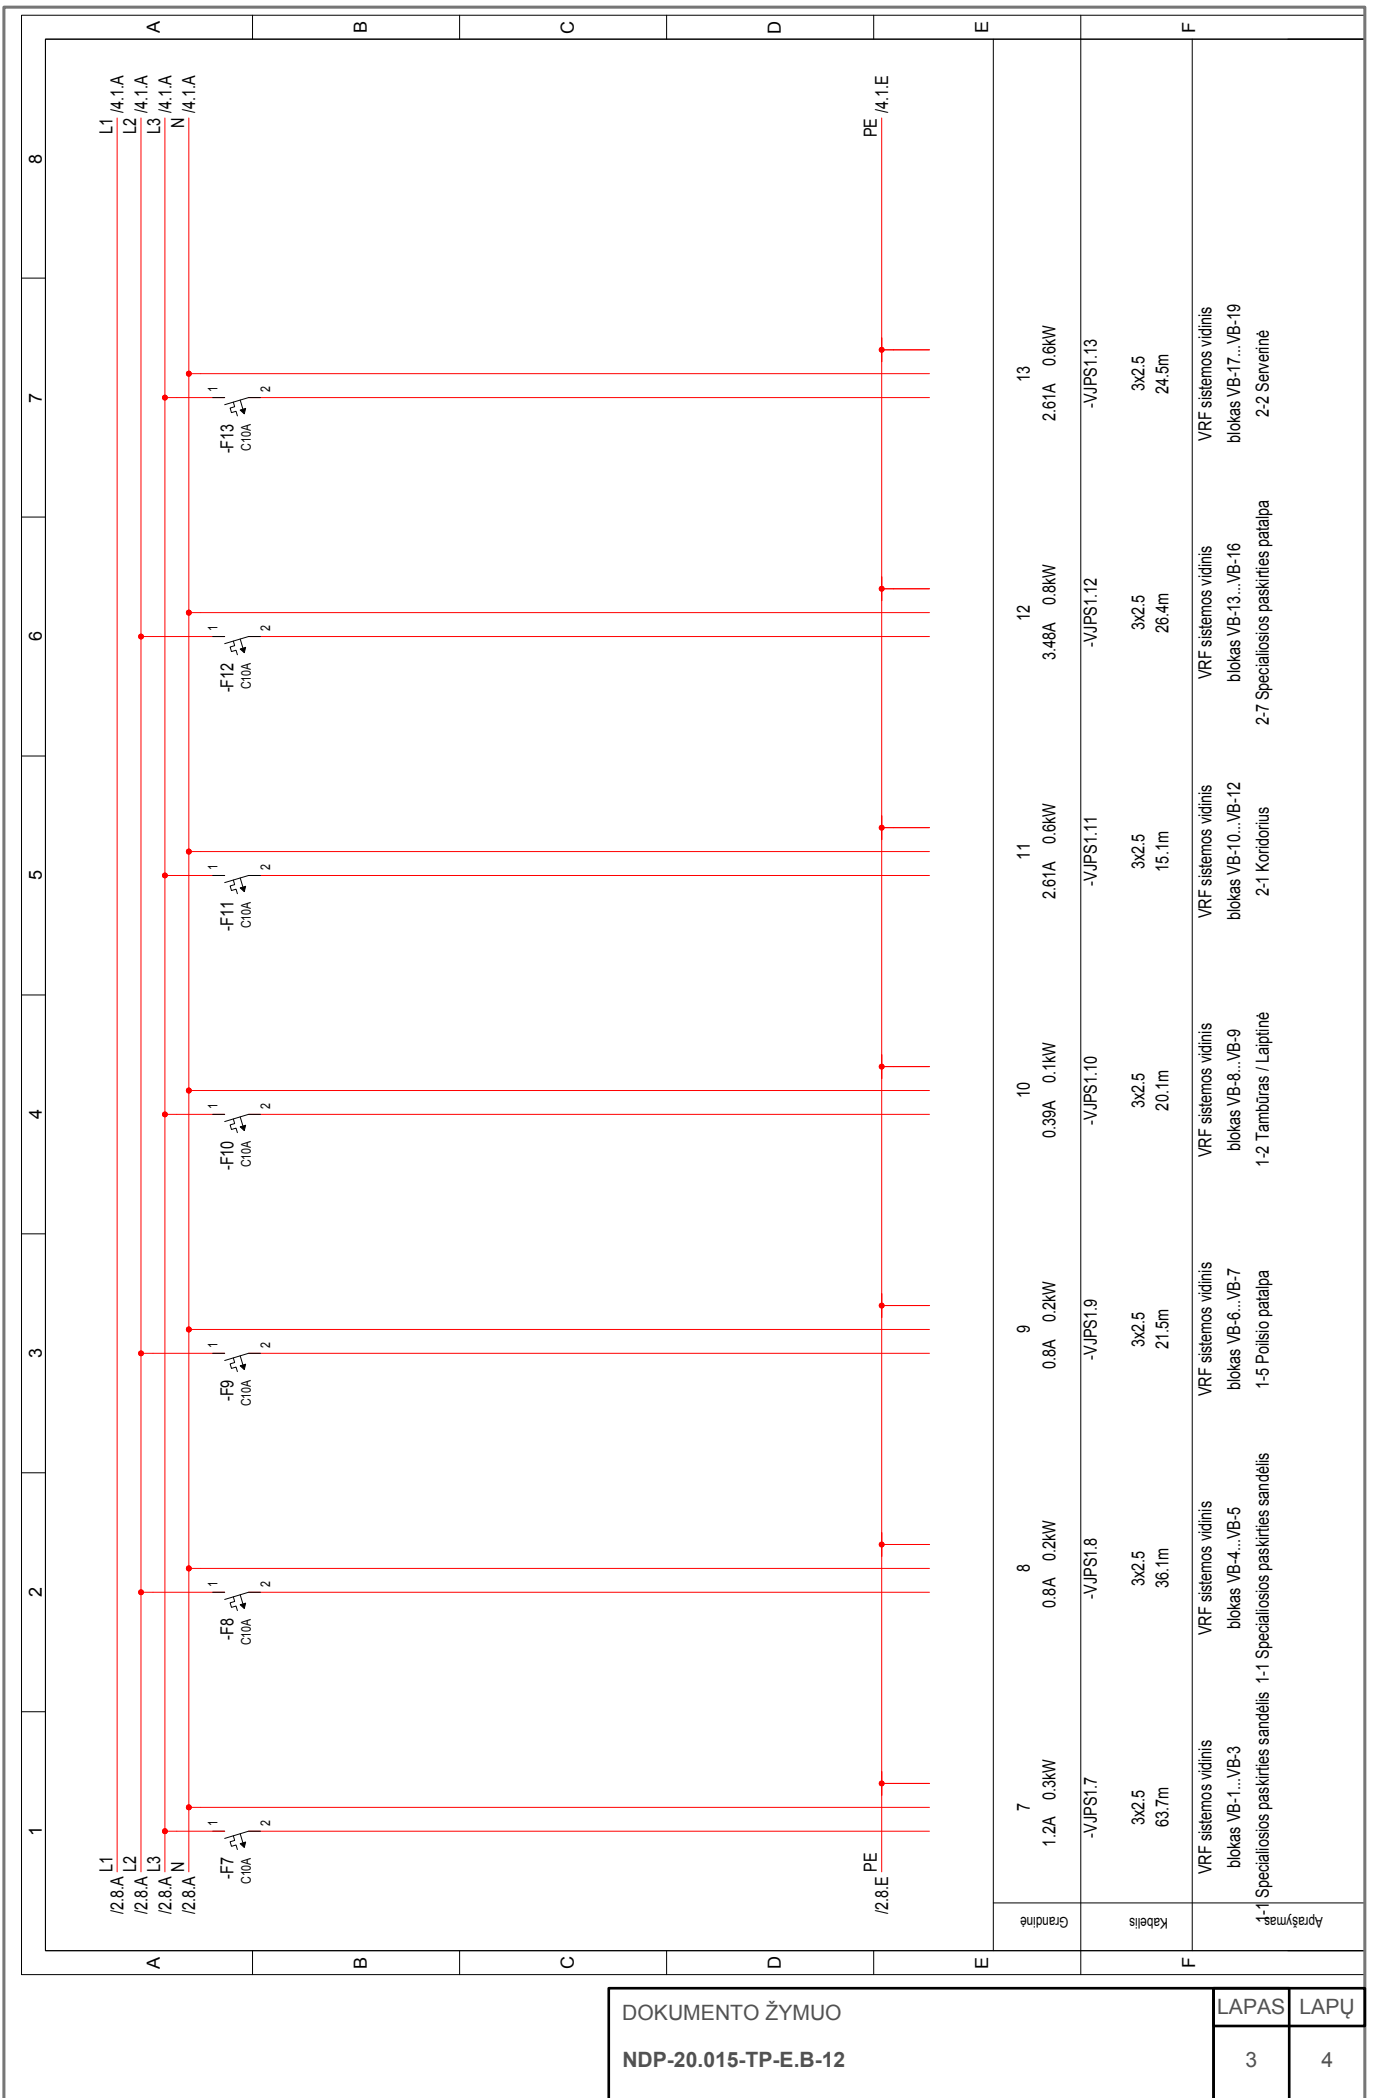 A B C D E F
8
7
6
5
4
3
2
1
L1 /4.1.A
L2 /4.1.A
L3 /4.1.A
N /4.1.A
PE /4.1.E
/2.8.A L1
/2.8.A L2
/2.8.A L3
/2.8.A N
/2.8.E PE
-F7
C10A
1
2
-F8
C10A
1
2
-F9
C10A
1
2
-F10
C10A
1
2
-F11
C10A
1
2
-F12
C10A
1
2
-F13
C10A
1
2
Grandinė
Kabelis
Aprašymas
7
1.2A 0.3kW
-VJPS1.7
3x2.5
63.7m
VRF sistemos vidinis
blokas VB-1...VB-3
1-1 Specialiosios paskirties sandėlis
8
0.8A 0.2kW
-VJPS1.8
3x2.5
36.1m
VRF sistemos vidinis
blokas VB-4...VB-5
1-1 Specialiosios paskirties sandėlis
9
0.8A 0.2kW
-VJPS1.9
3x2.5
21.5m
VRF sistemos vidinis
blokas VB-6...VB-7
1-5 Poilsio patalpa
10
0.39A 0.1kW
-VJPS1.10
3x2.5
20.1m
VRF sistemos vidinis
blokas VB-8...VB-9
1-2 Tambūras / Laiptinė
11
2.61A 0.6kW
-VJPS1.11
3x2.5
15.1m
VRF sistemos vidinis
blokas VB-10...VB-12
2-1 Koridorius
12
3.48A 0.8kW
-VJPS1.12
3x2.5
26.4m
VRF sistemos vidinis
blokas VB-13...VB-16
2-7 Specialiosios paskirties patalpa
13
2.61A 0.6kW
-VJPS1.13
3x2.5
24.5m
VRF sistemos vidinis
blokas VB-17...VB-19
2-2 Serverinė
A B C D E F
DOKUMENTO ŽYMUO LAPAS LAPŲ
NDP-20.015-TP-E.B-12 3 4